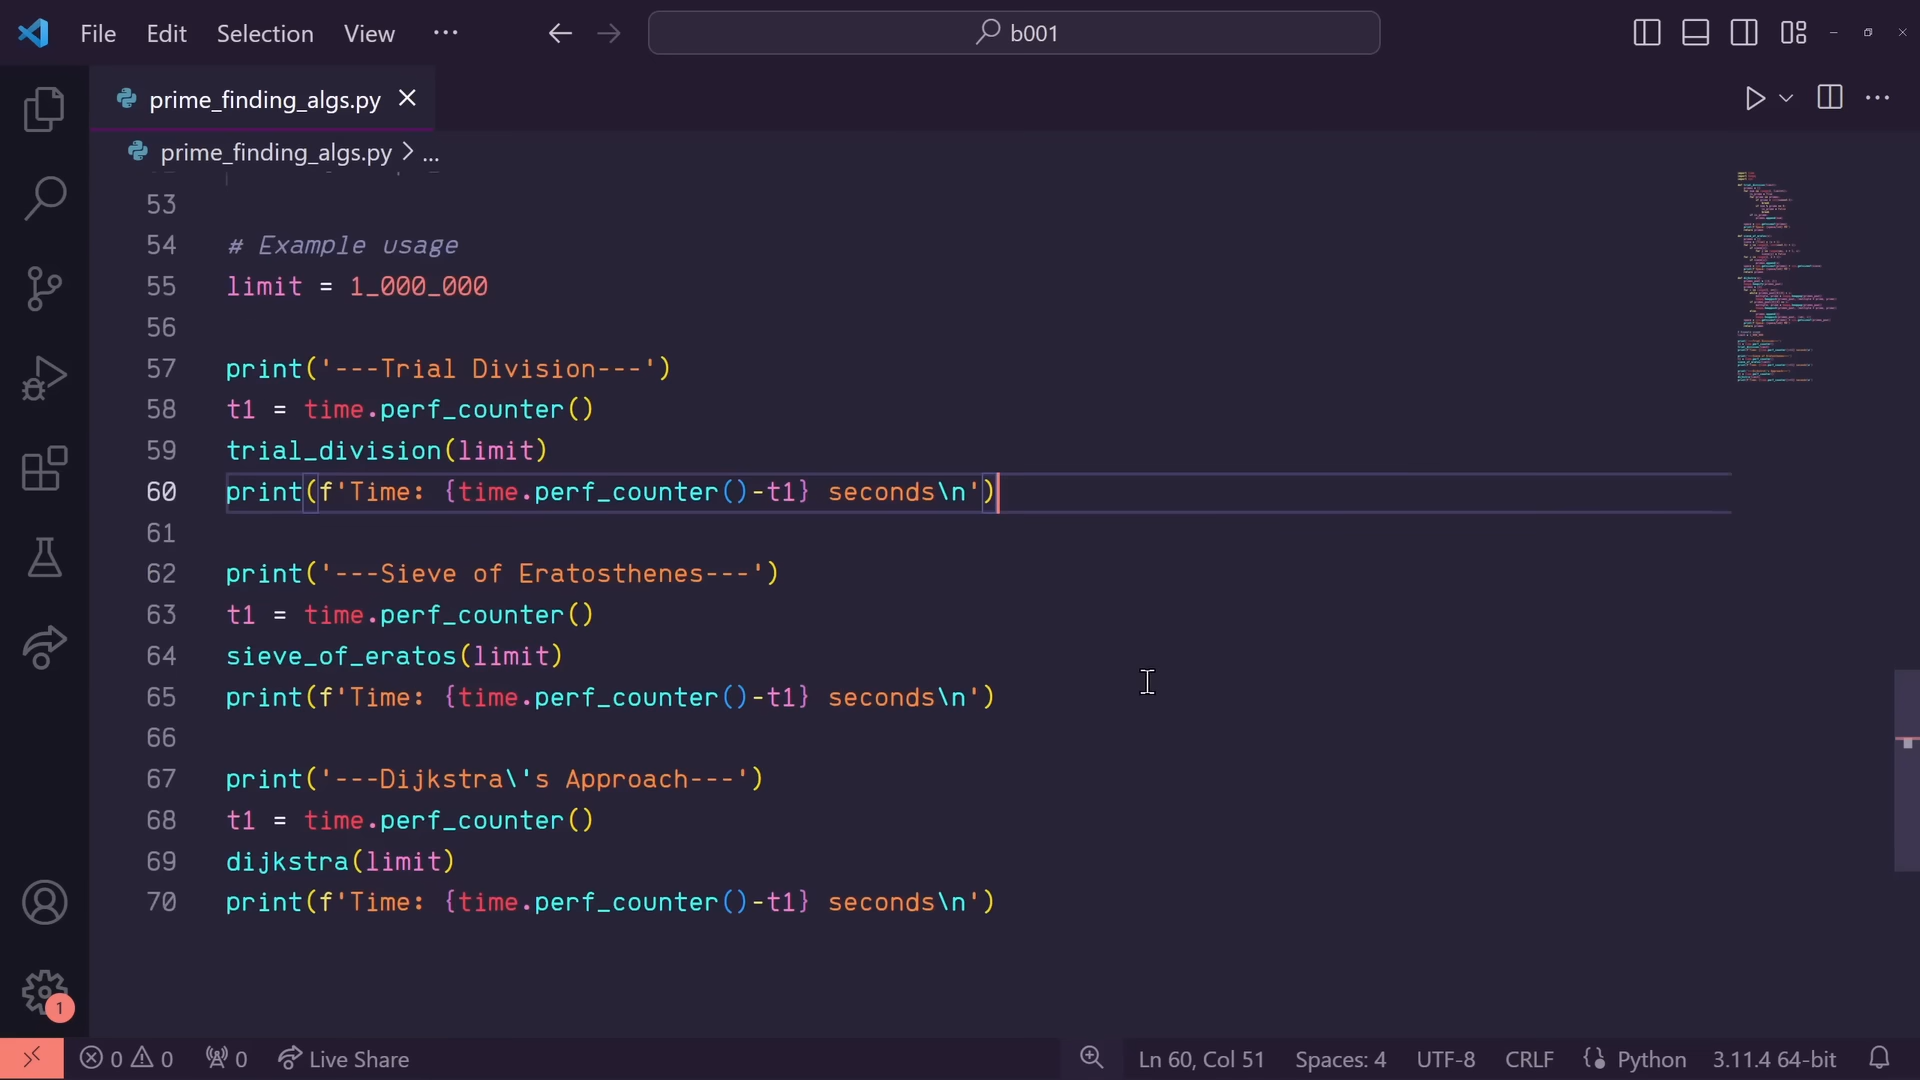 File Edit Selection View ··· b001
prime_finding_algs.py
prime_finding_algs.py > ...
53
54 # Example usage
55 limit = 1_000_000
56
57 print('---Trial Division---')
58 t1 = time.perf_counter()
59 trial_division(limit)
60 print(f'Time: {time.perf_counter()-t1} seconds\n')
61
62 print('---Sieve of Eratosthenes---')
63 t1 = time.perf_counter()
64 sieve_of_eratos(limit)
65 print(f'Time: {time.perf_counter()-t1} seconds\n')
66
67 print('---Dijkstra\'s Approach---')
68 t1 = time.perf_counter()
69 dijkstra(limit)
70 print(f'Time: {time.perf_counter()-t1} seconds\n')
1
0 0 0 Live Share Ln 60, Col 51 Spaces: 4 UTF-8 CRLF Python 3.11.4 64-bit